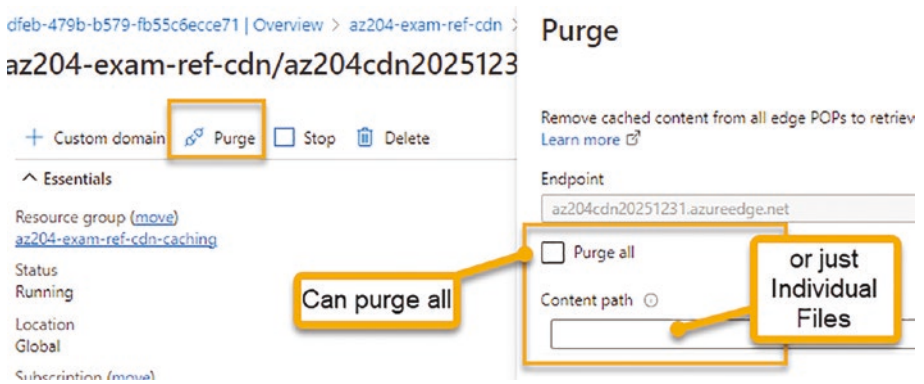 dfeb-479b-b579-fb55c6ecce71 | Overview > az204-exam-ref-cdn >
az204-exam-ref-cdn/az204cdn2025123
+ Custom domain Purge Stop Delete
Essentials
Resource group (move)
az204-exam-ref-cdn-caching
Status
Running
Location
Global
Subscription (move)
Can purge all
Purge
Remove cached content from all edge POPs to retriev
Learn more
Endpoint
az204cdn20251231.azureedge.net
Purge all
Content path
or just
Individual
Files